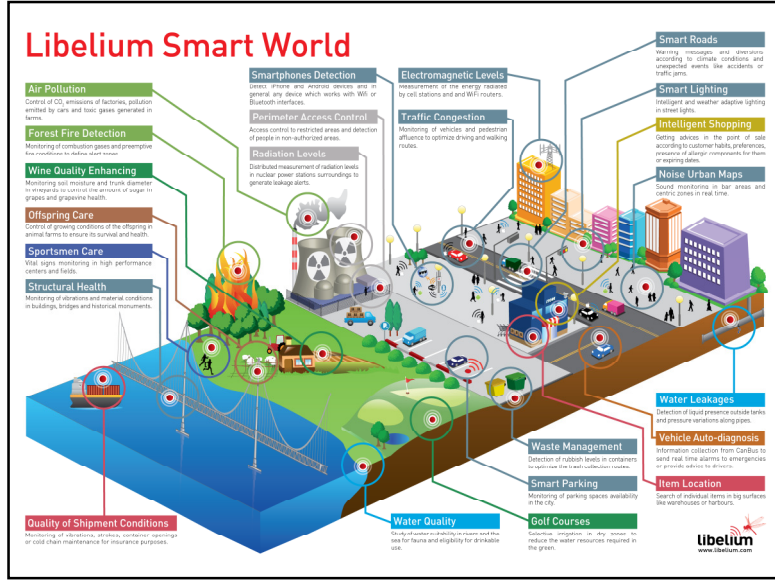 Libelium Smart World
Air Pollution
Control of CO₂ emissions of factories, pollution
emitted by cars and toxic gases generated in
farms.
Forest Fire Detection
Monitoring of combustion gases and preemptive
fire conditions to define alert zones.
Wine Quality Enhancing
Monitoring soil moisture and trunk diameter
in vineyards to control the amount of sugar in
grapes and grapevine health.
Offspring Care
Control of growing conditions of the offspring in
animal farms to ensure its survival and health.
Sportsmen Care
Vital signs monitoring in high performance
centers and fields.
Structural Health
Monitoring of vibrations and material conditions
in buildings, bridges and historical monuments.
Quality of Shipment Conditions
Monitoring of vibrations, strokes, container openings
or cold chain maintenance for insurance purposes.
Smartphones Detection
Detect iPhone and Android devices and in
general any device which works with Wifi or
Bluetooth interfaces.
Perimeter Access Control
Access control to restricted areas and detection
of people in non-authorized areas.
Radiation Levels
Distributed measurement of radiation levels
in nuclear power stations surroundings to
generate leakage alerts.
Electromagnetic Levels
Measurement of the energy radiated
by cell stations and and WiFi routers.
Traffic Congestion
Monitoring of vehicles and pedestrian
affluence to optimize driving and walking
routes.
Smart Roads
Warning messages and diversions
according to climate conditions and
unexpected events like accidents or
traffic jams.
Smart Lighting
Intelligent and weather adaptive lighting
in street lights.
Intelligent Shopping
Getting advices in the point of sale
according to customer habits, preferences,
presence of allergic components for them
or expiring dates.
Noise Urban Maps
Sound monitoring in bar areas and
centric zones in real time.
Water Leakages
Detection of liquid presence outside tanks
and pressure variations along pipes.
Vehicle Auto-diagnosis
Information collection from CanBus to
send real time alarms to emergencies
or provide advice to drivers.
Item Location
Search of individual items in big surfaces
like warehouses or harbours.
Waste Management
Detection of rubbish levels in containers
to optimize the trash collection routes.
Smart Parking
Monitoring of parking spaces availability
in the city.
Golf Courses
Selective irrigation in dry zones to
reduce the water resources required in
the green.
Water Quality
Study of water suitability in rivers and the
sea for fauna and eligibility for drinkable
use.
libelium
www.libelium.com